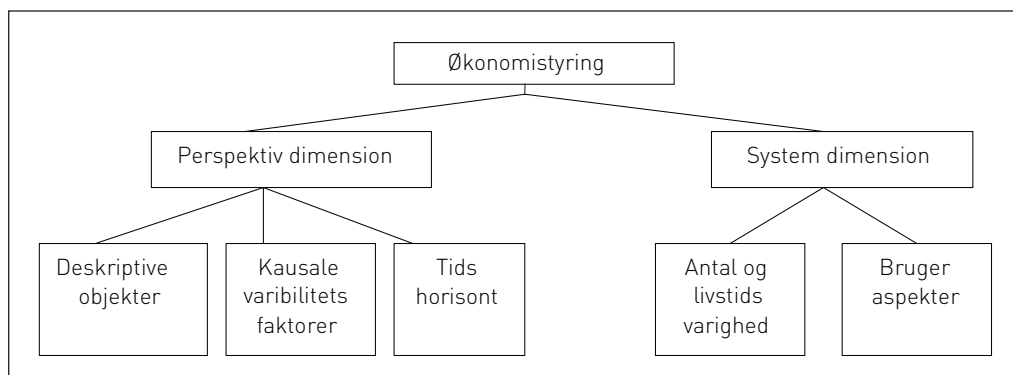 Økonomistyring
Perspektiv dimension
System dimension
Deskriptive
objekter
Kausale
varibilitets
faktorer
Tids
horisont
Antal og
livstids
varighed
Bruger
aspekter